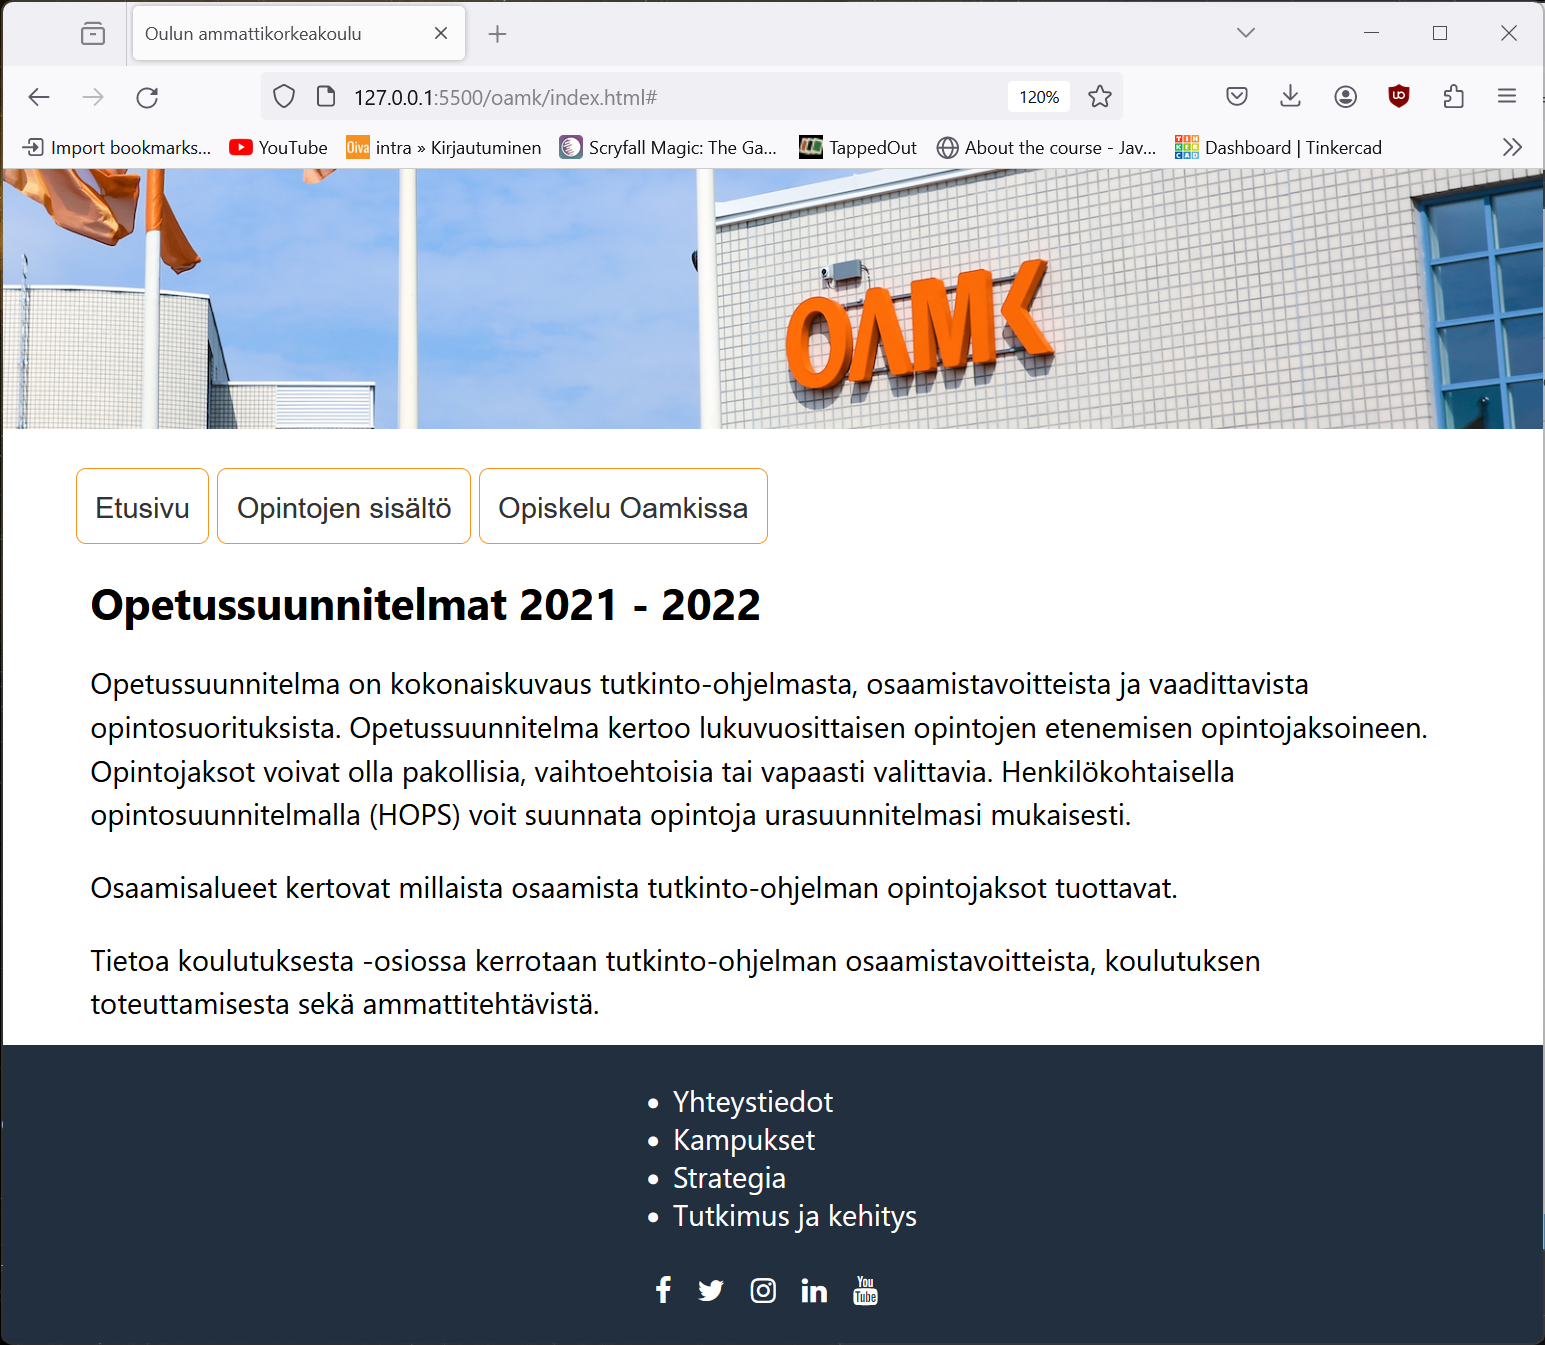 Oulun ammattikorkeakoulu
127.0.0.1:5500/oamk/index.html#
120%
Import bookmarks...
YouTube
Oiva
intra » Kirjautuminen
Scryfall Magic: The Ga...
TappedOut
About the course - Jav...
TIN
KER
CAD
Dashboard | Tinkercad
OAMK
Etusivu
Opintojen sisältö
Opiskelu Oamkissa
Opetussuunnitelmat 2021 - 2022
Opetussuunnitelma on kokonaiskuvaus tutkinto-ohjelmasta, osaamistavoitteista ja vaadittavista
opintosuorituksista. Opetussuunnitelma kertoo lukuvuosittaisen opintojen etenemisen opintojaksoineen.
Opintojaksot voivat olla pakollisia, vaihtoehtoisia tai vapaasti valittavia. Henkilökohtaisella
opintosuunnitelmalla (HOPS) voit suunnata opintoja urasuunnitelmasi mukaisesti.
Osaamisalueet kertovat millaista osaamista tutkinto-ohjelman opintojaksot tuottavat.
Tietoa koulutuksesta -osiossa kerrotaan tutkinto-ohjelman osaamistavoitteista, koulutuksen
toteuttamisesta sekä ammattitehtävistä.
• Yhteystiedot
• Kampukset
• Strategia
• Tutkimus ja kehitys
in
You
Tube